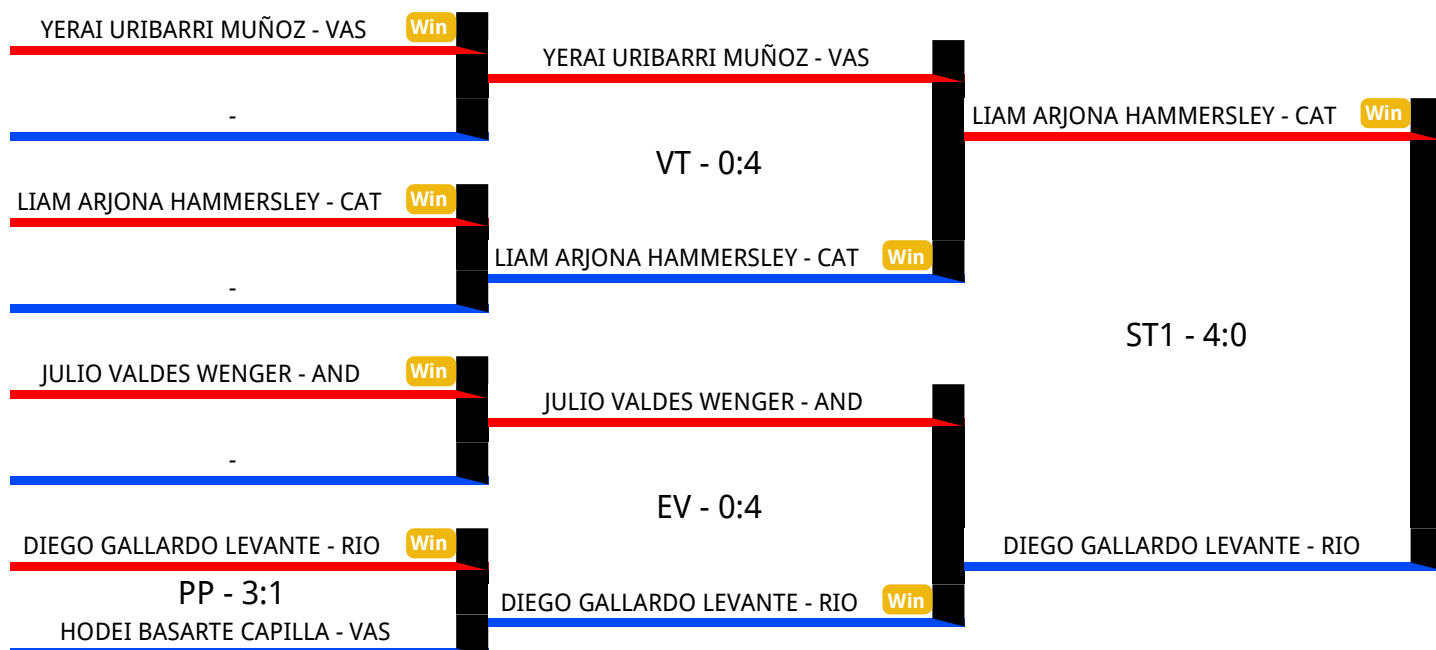 YERAI URIBARRI MUÑOZ - VAS Win
-
LIAM ARJONA HAMMERSLEY - CAT Win
-
JULIO VALDES WENGER - AND Win
-
DIEGO GALLARDO LEVANTE - RIO Win
PP - 3:1
HODEI BASARTE CAPILLA - VAS
YERAI URIBARRI MUÑOZ - VAS
VT - 0:4
LIAM ARJONA HAMMERSLEY - CAT Win
JULIO VALDES WENGER - AND
EV - 0:4
DIEGO GALLARDO LEVANTE - RIO Win
LIAM ARJONA HAMMERSLEY - CAT Win
ST1 - 4:0
DIEGO GALLARDO LEVANTE - RIO